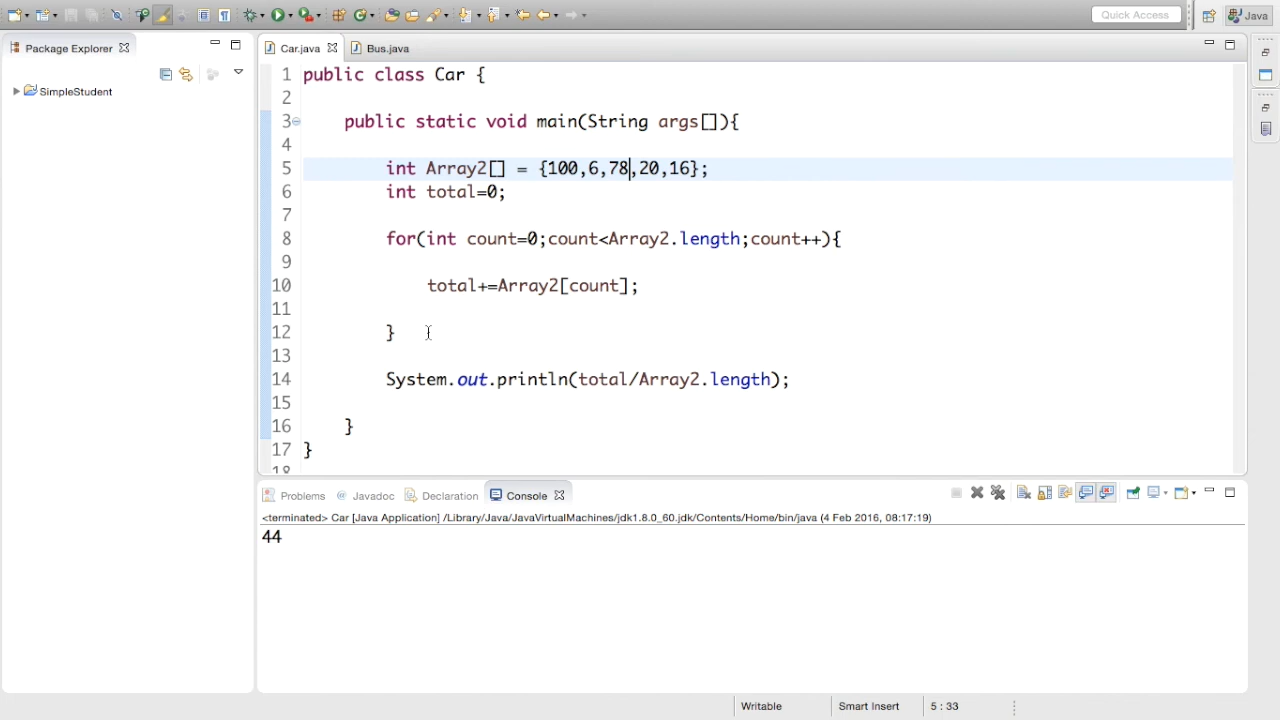 Quick Access
Java
Package Explorer
Car.java
Bus.java
SimpleStudent
1 public class Car {
2
3 public static void main(String args[]){
4
5 int Array2[] = {100,6,78,20,16};
6 int total=0;
7
8 for(int count=0;count<Array2.length;count++){
9
10 total+=Array2[count];
11
12 }
13
14 System.out.println(total/Array2.length);
15
16 }
17 }
18
Problems
@ Javadoc
Declaration
Console
<terminated> Car [Java Application] /Library/Java/JavaVirtualMachines/jdk1.8.0_60.jdk/Contents/Home/bin/java (4 Feb 2016, 08:17:19)
44
Writable
Smart Insert
5 : 33